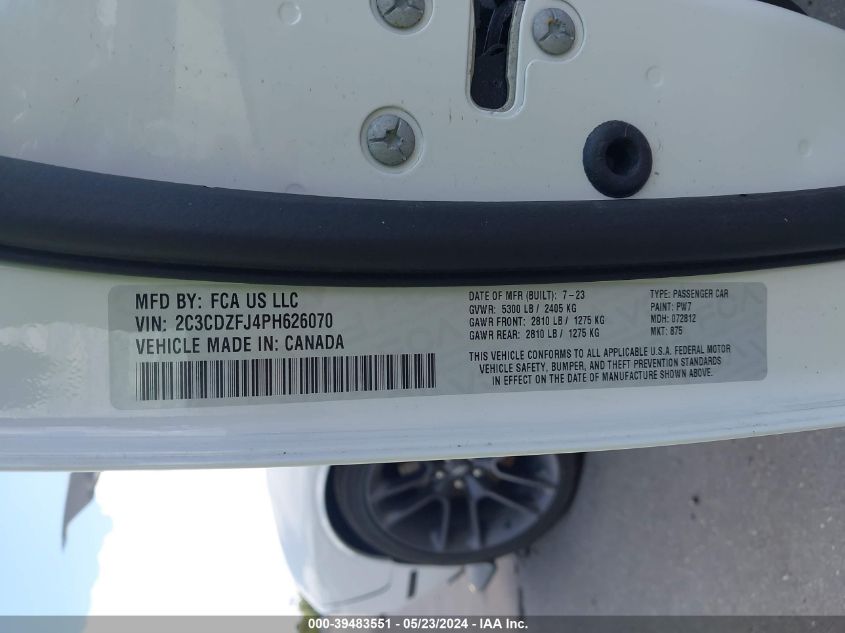 MFD BY: FCA US LLC
VIN: 2C3CDZFJ4PH626070
VEHICLE MADE IN: CANADA
DATE OF MFR (BUILT): 7-23
GVWR: 5300 LB / 2405 KG
GAWR FRONT: 2810 LB / 1275 KG
GAWR REAR: 2810 LB / 1275 KG
TYPE: PASSENGER CAR
PAINT: PW7
MDH: 072812
MKT: 875
THIS VEHICLE CONFORMS TO ALL APPLICABLE U.S.A. FEDERAL MOTOR
VEHICLE SAFETY, BUMPER, AND THEFT PREVENTION STANDARDS
IN EFFECT ON THE DATE OF MANUFACTURE SHOWN ABOVE.
000-39483551 - 05/23/2024 - IAA Inc.